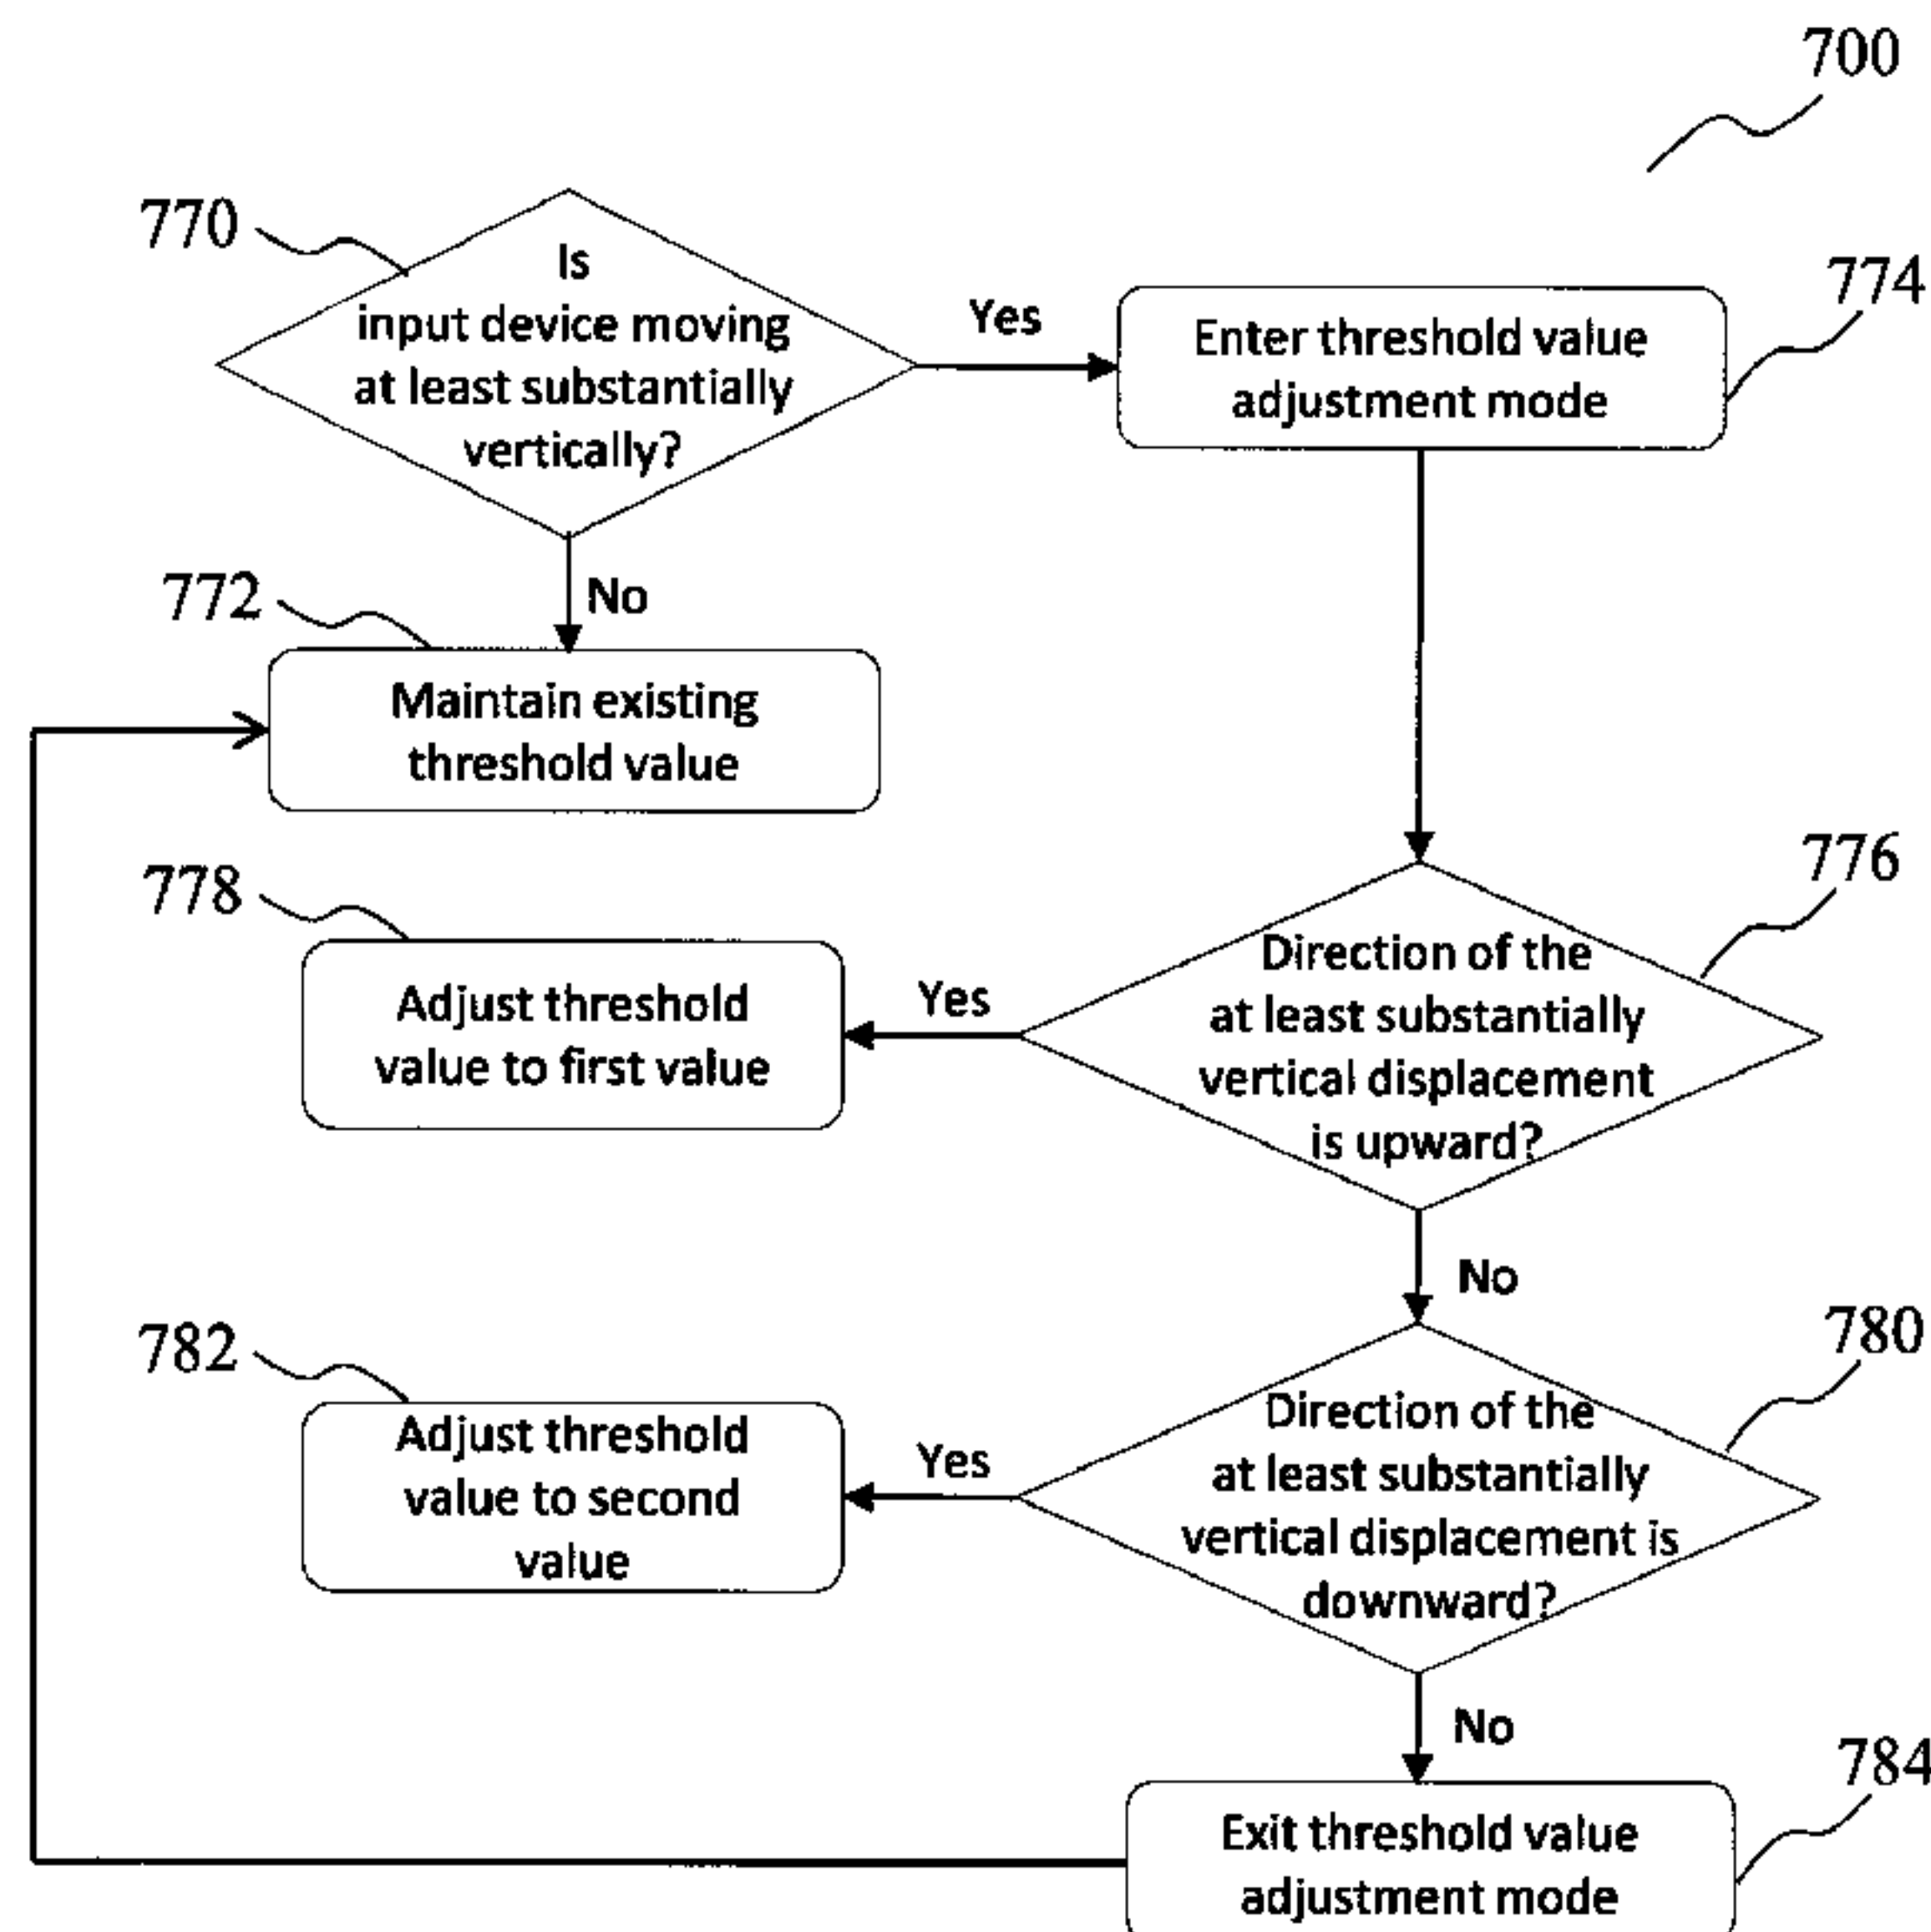 700
770
Is
input device moving
at least substantially
vertically?
Yes
774
Enter threshold value
adjustment mode
No
772
Maintain existing
threshold value
776
Direction of the
at least substantially
vertical displacement
is upward?
Yes
778
Adjust threshold
value to first value
No
780
Direction of the
at least substantially
vertical displacement is
downward?
Yes
782
Adjust threshold
value to second
value
No
784
Exit threshold value
adjustment mode